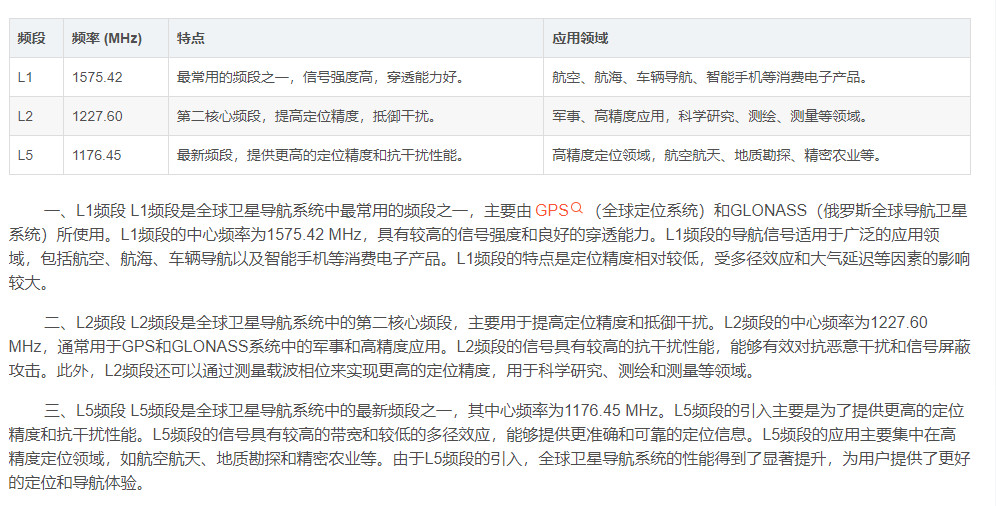 频段 频率 (MHz) 特点 应用领域
L1 1575.42 最常用的频段之一，信号强度高，穿透能力好。 航空、航海、车辆导航、智能手机等消费电子产品。
L2 1227.60 第二核心频段，提高定位精度，抵御干扰。 军事、高精度应用，科学研究、测绘、测量等领域。
L5 1176.45 最新频段，提供更高的定位精度和抗干扰性能。 高精度定位领域，航空航天、地质勘探、精密农业等。
一、L1频段 L1频段是全球卫星导航系统中最常用的频段之一，主要由 GPS（全球定位系统）和GLONASS（俄罗斯全球导航卫星
系统）所使用。L1频段的中心频率为1575.42 MHz，具有较高的信号强度和良好的穿透能力。L1频段的导航信号适用于广泛的应用领
域，包括航空、航海、车辆导航以及智能手机等消费电子产品。L1频段的特点是定位精度相对较低，受多径效应和大气延迟等因素的影响
较大。
二、L2频段 L2频段是全球卫星导航系统中的第二核心频段，主要用于提高定位精度和抵御干扰。L2频段的中心频率为1227.60
MHz，通常用于GPS和GLONASS系统中的军事和高精度应用。L2频段的信号具有较高的抗干扰性能，能够有效对抗恶意干扰和信号屏蔽
攻击。此外，L2频段还可以通过测量载波相位来实现更高的定位精度，用于科学研究、测绘和测量等领域。
三、L5频段 L5频段是全球卫星导航系统中的最新频段之一，其中心频率为1176.45 MHz。L5频段的引入主要是为了提供更高的定位
精度和抗干扰性能。L5频段的信号具有较高的带宽和较低的多径效应，能够提供更准确和可靠的定位信息。L5频段的应用主要集中在高
精度定位领域，如航空航天、地质勘探和精密农业等。由于L5频段的引入，全球卫星导航系统的性能得到了显著提升，为用户提供了更好
的定位和导航体验。